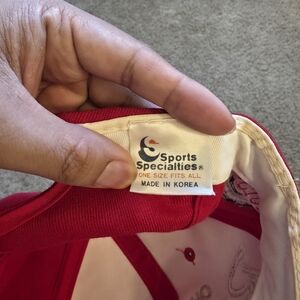 Sports
Specialties®
ONE SIZE FITS ALL
MADE IN KOREA